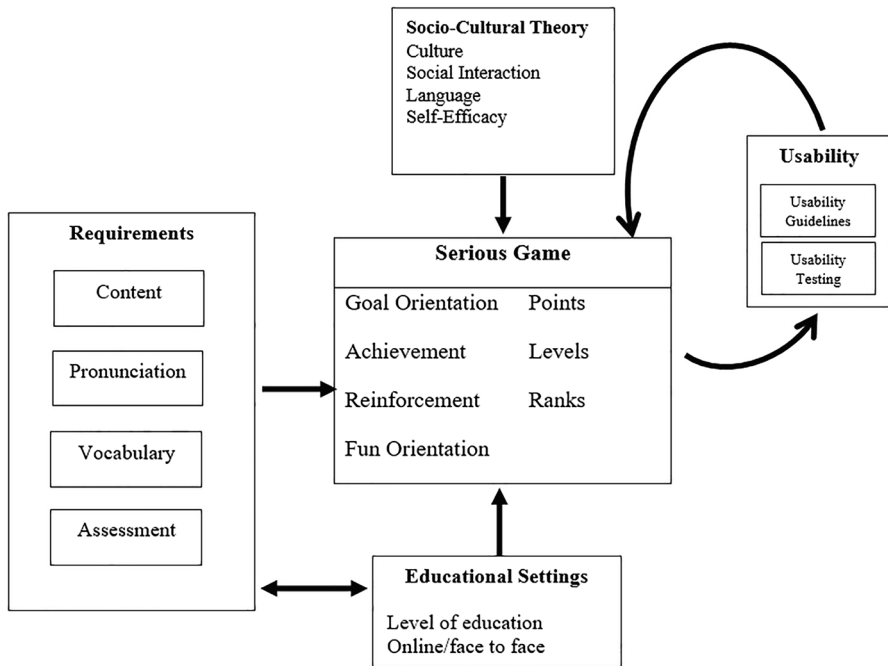 Socio-Cultural Theory
Culture
Social Interaction
Language
Self-Efficacy
Usability
Usability
Guidelines
Usability
Testing
Requirements
Content
Pronunciation
Vocabulary
Assessment
Serious Game
Goal Orientation Points
Achievement Levels
Reinforcement Ranks
Fun Orientation
Educational Settings
Level of education
Online/face to face